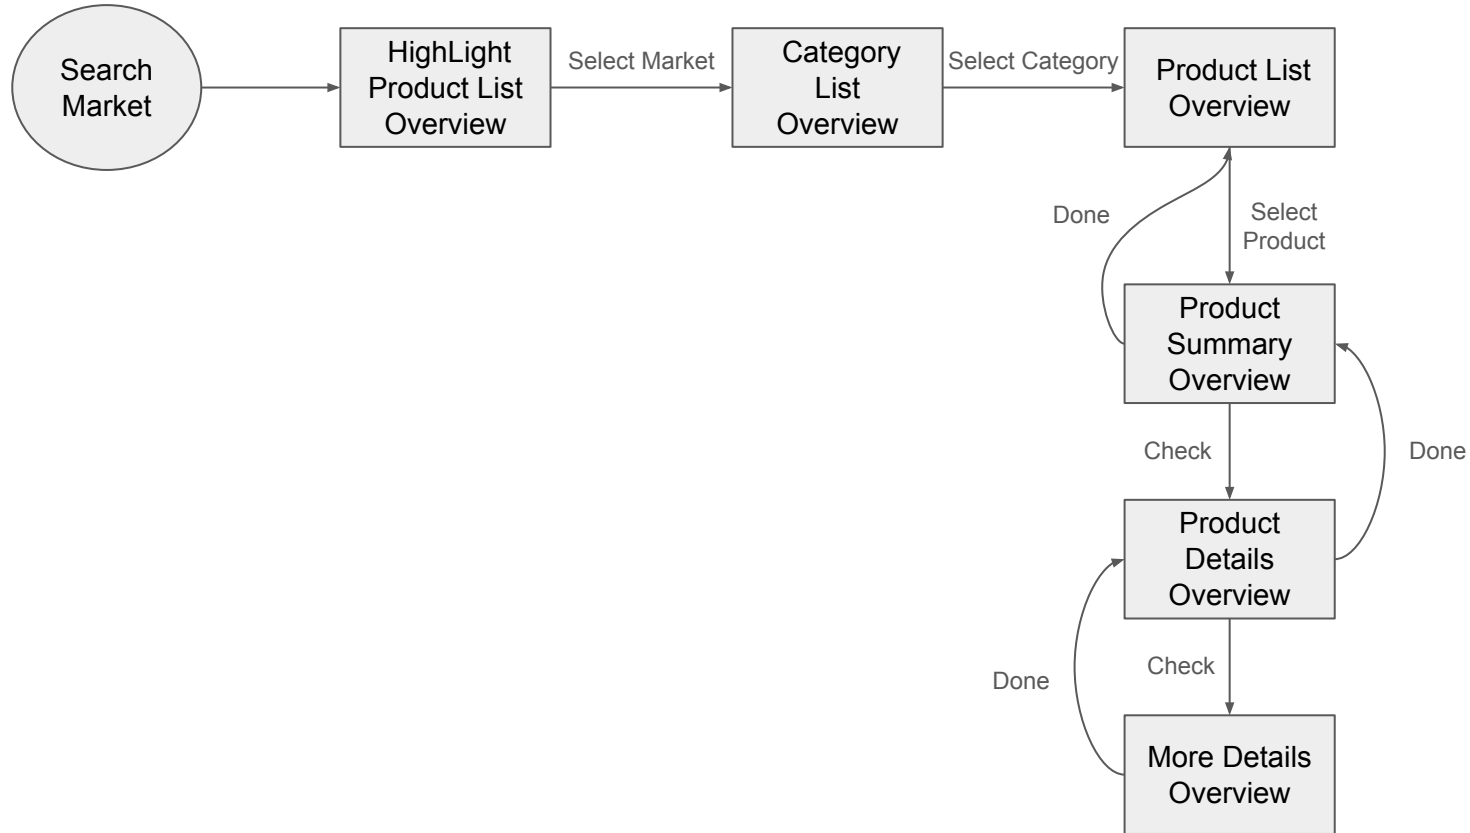 Search
Market
HighLight
Product List
Overview
Select Market
Category
List
Overview
Select Category
Product List
Overview
Done
Select
Product
Product
Summary
Overview
Check
Done
Product
Details
Overview
Done
Check
More Details
Overview